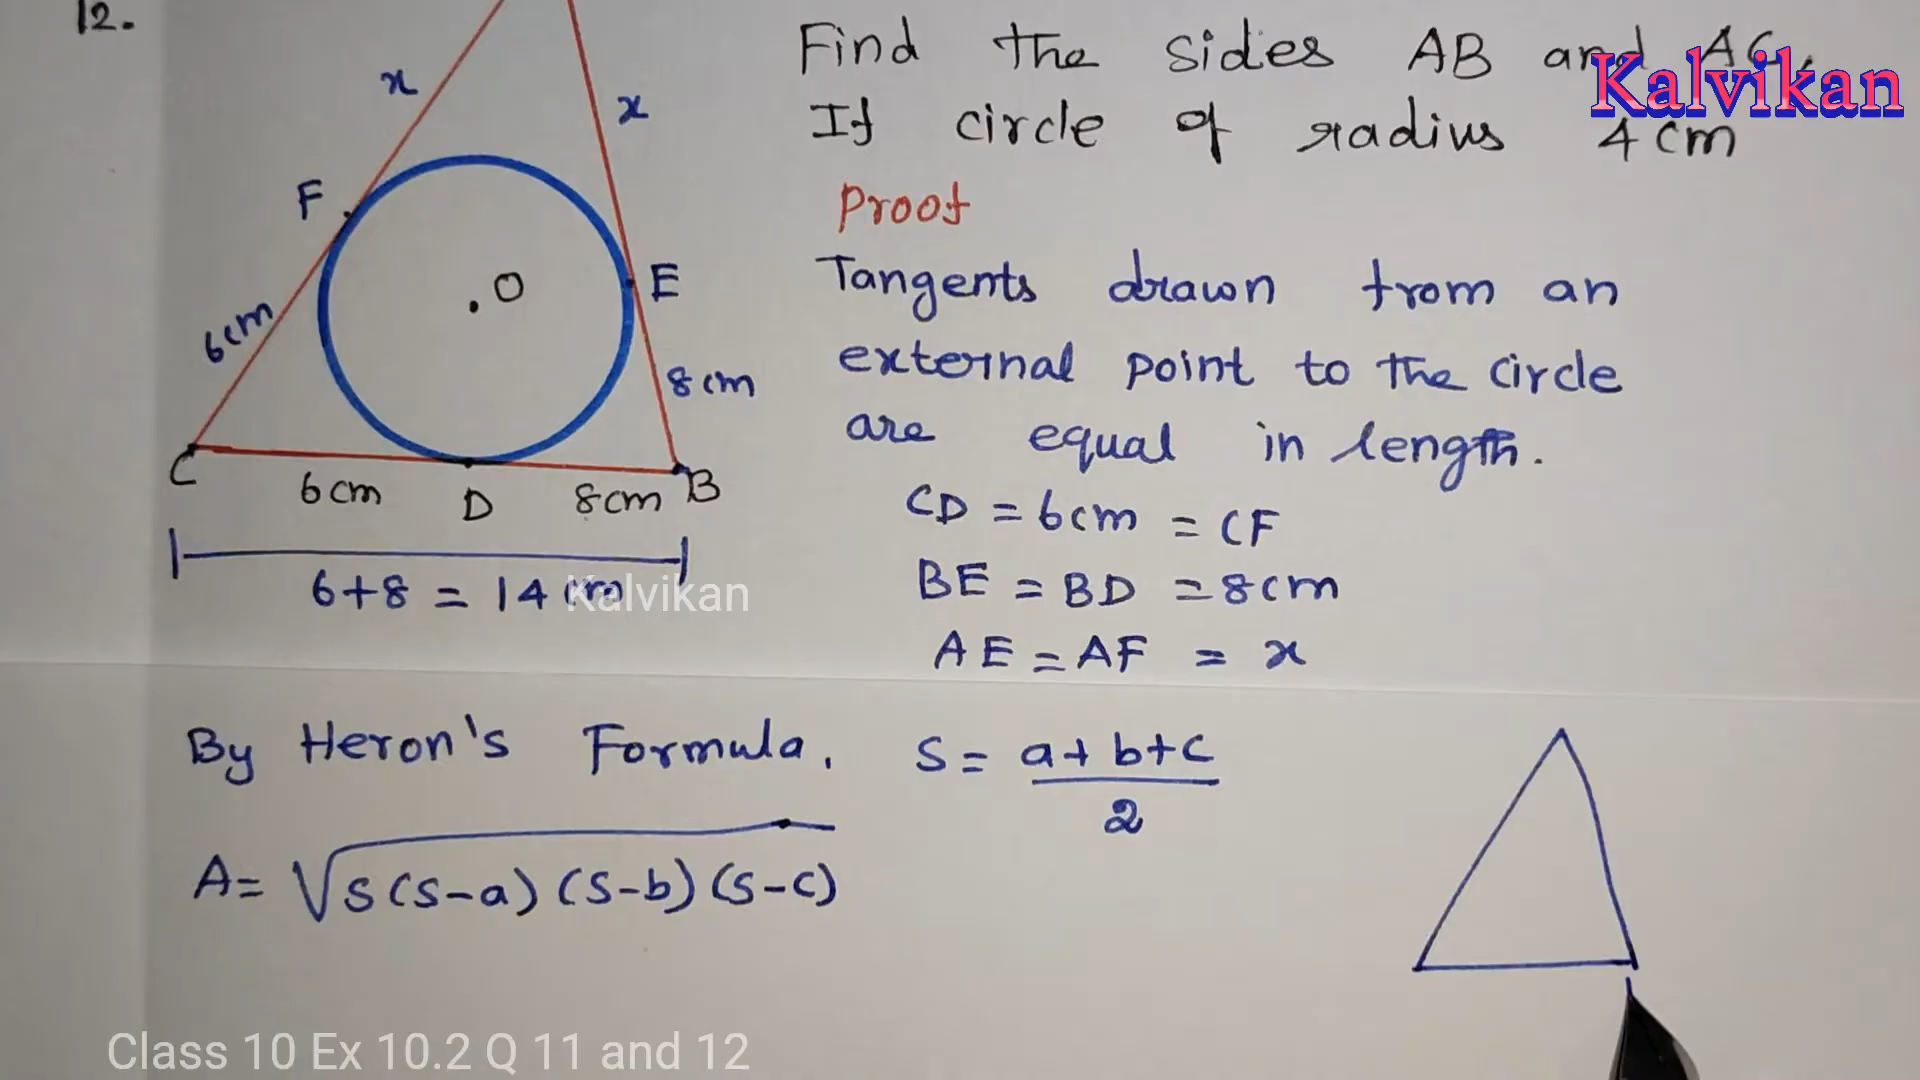 12.
Find the sides AB and AC,
Kalvikan
If circle of radius 4 cm
Proof
Tangents drawn from an
external point to the circle
are equal in length.
CD = 6cm = CF
BE = BD = 8cm
AE = AF = x
x
x
F
O
E
6cm
8cm
C
6cm
D
8cm
B
6+8 = 14 cm
Kalvikan
By Heron's Formula, S = a+b+c
2
A = √s(s-a)(s-b)(s-c)
Class 10 Ex 10.2 Q 11 and 12